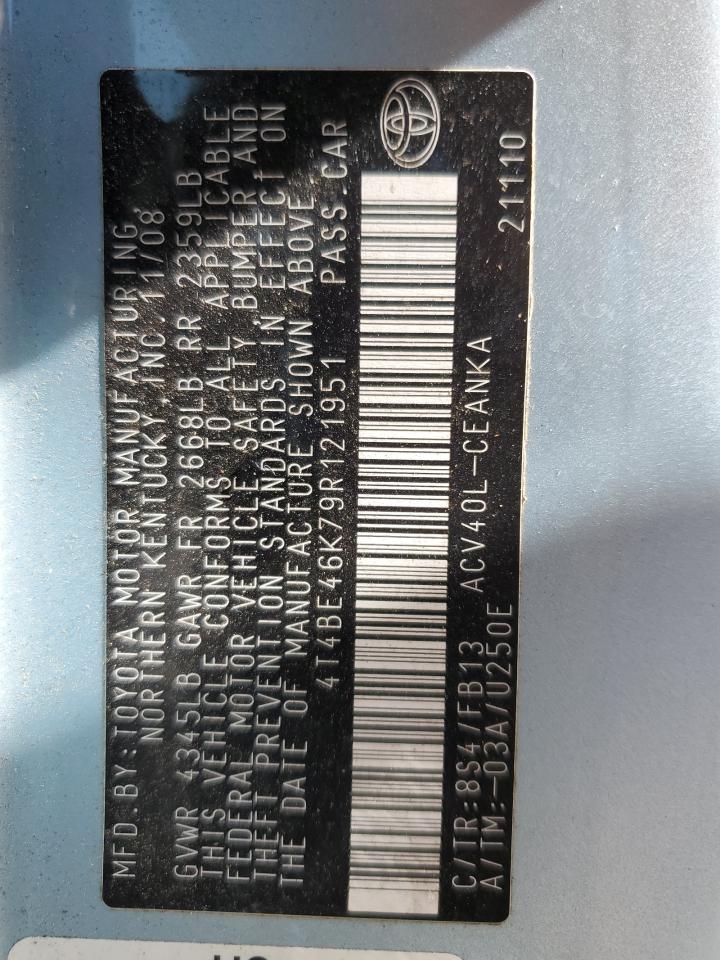 MFD.BY:TOYOTA MOTOR MANUFACTURING,
NORTHERN KENTUCKY,INC. 11/08
GVWR 4345LB GAWR FR 2668LB RR 2359LB
THIS VEHICLE CONFORMS TO ALL APPLICABLE
FEDERAL MOTOR VEHICLE SAFETY, BUMPER AND
THEFT PREVENTION STANDARDS IN EFFECT ON
THE DATE OF MANUFACTURE SHOWN ABOVE.
4T4BE46K79R121951 PASS.CAR
C/TR:8S4/FB13 ACV40L-CEANKA
A/TM:-03A/U250E
21110